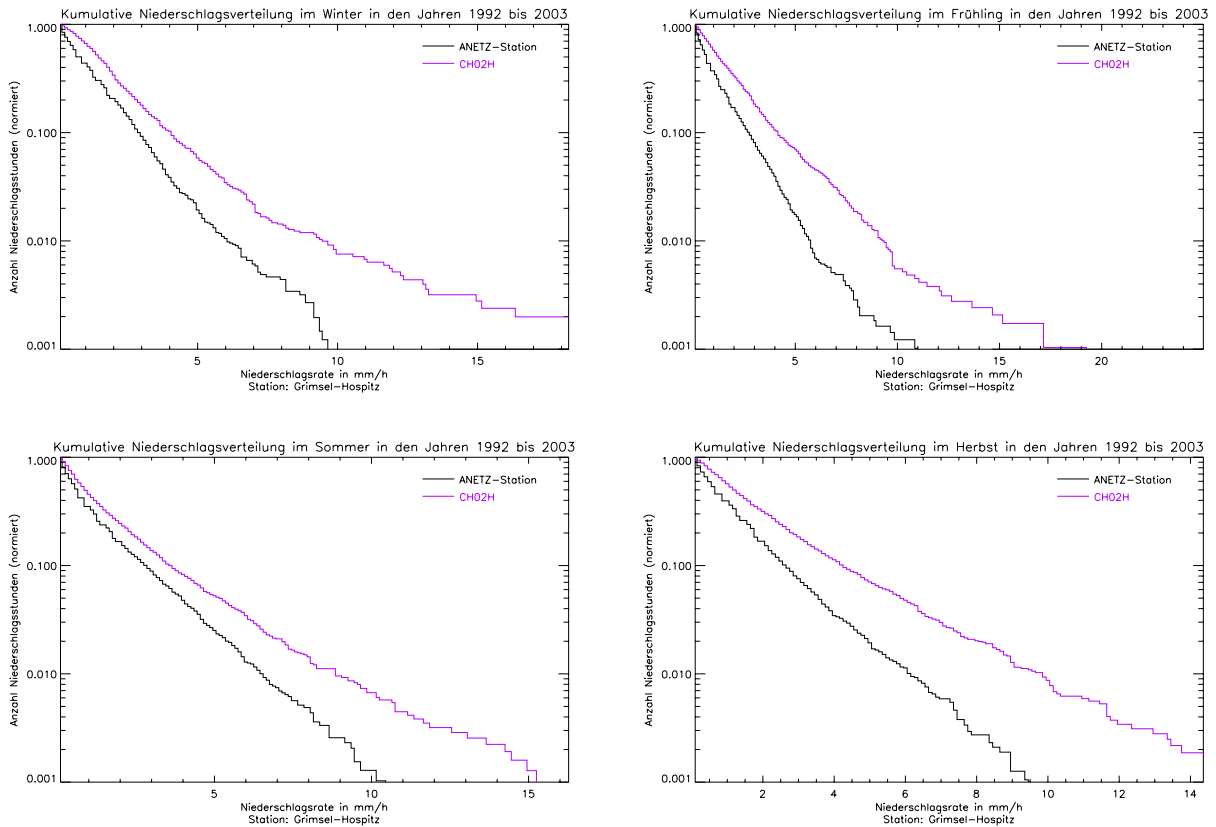 Kumulative Niederschlagsverteilung im Winter in den Jahren 1992 bis 2003
1.000
0.100
0.010
0.001
Anzahl Niederschlagsstunden (normiert)
ANETZ-Station
CH02H
5
10
15
Niederschlagsrate in mm/h
Station: Grimsel-Hospitz
Kumulative Niederschlagsverteilung im Frühling in den Jahren 1992 bis 2003
1.000
0.100
0.010
0.001
Anzahl Niederschlagsstunden (normiert)
ANETZ-Station
CH02H
5
10
15
20
Niederschlagsrate in mm/h
Station: Grimsel-Hospitz
Kumulative Niederschlagsverteilung im Sommer in den Jahren 1992 bis 2003
1.000
0.100
0.010
0.001
Anzahl Niederschlagsstunden (normiert)
ANETZ-Station
CH02H
5
10
15
Niederschlagsrate in mm/h
Station: Grimsel-Hospitz
Kumulative Niederschlagsverteilung im Herbst in den Jahren 1992 bis 2003
1.000
0.100
0.010
0.001
Anzahl Niederschlagsstunden (normiert)
ANETZ-Station
CH02H
2
4
6
8
10
12
14
Niederschlagsrate in mm/h
Station: Grimsel-Hospitz